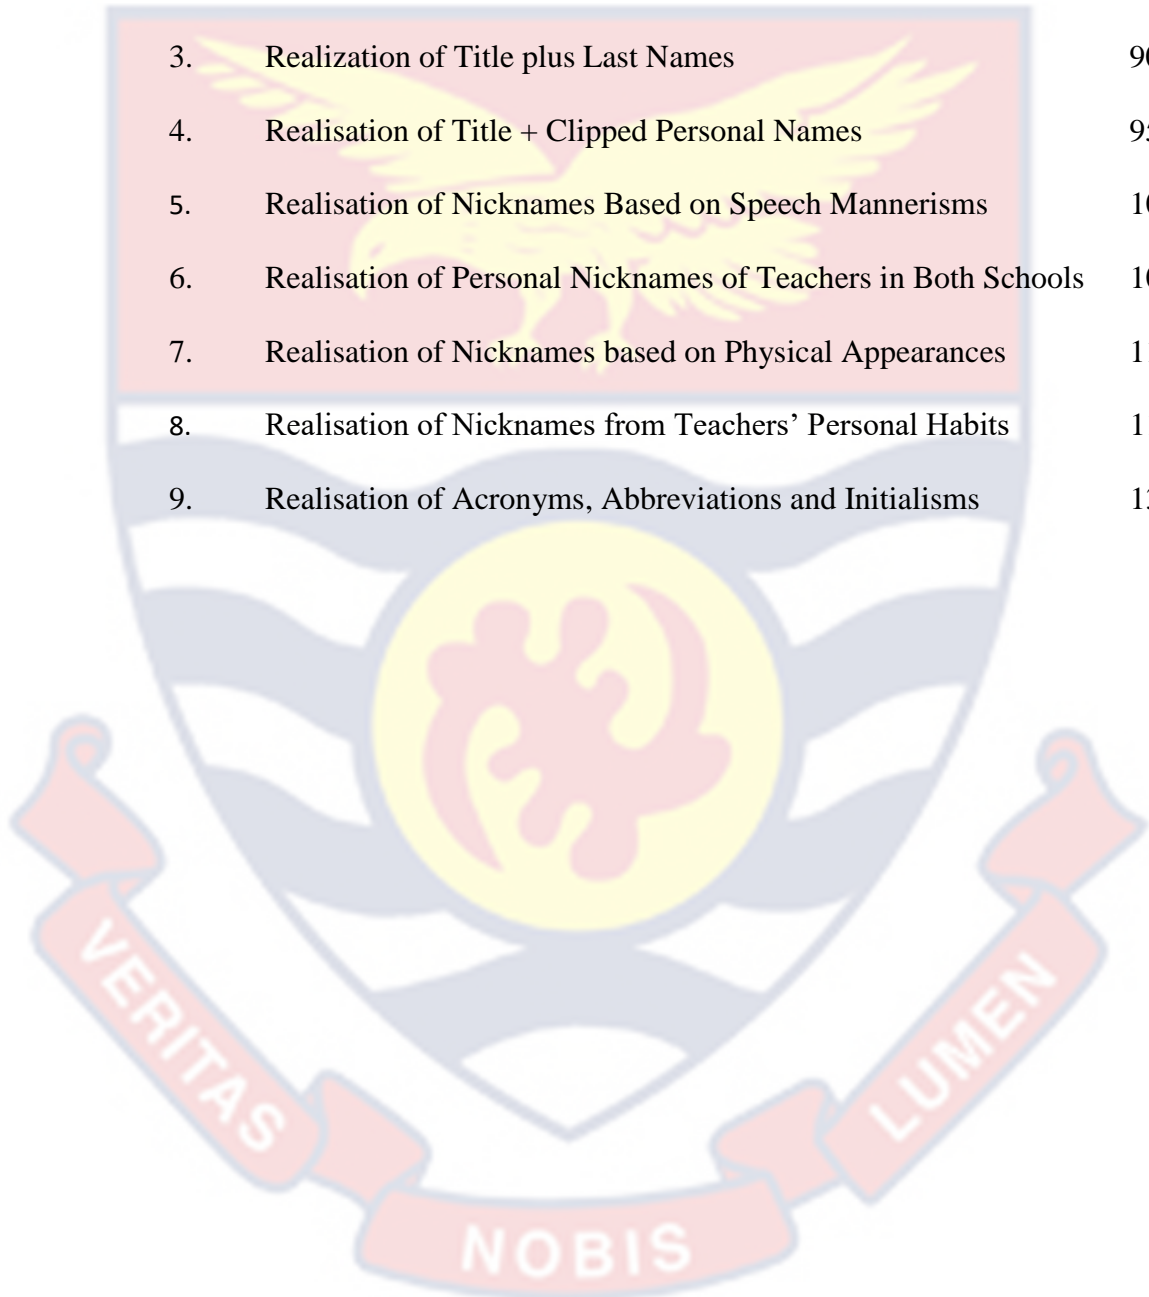 3. Realization of Title plus Last Names
4. Realisation of Title + Clipped Personal Names
5. Realisation of Nicknames Based on Speech Mannerisms
6. Realisation of Personal Nicknames of Teachers in Both Schools
7. Realisation of Nicknames based on Physical Appearances
8. Realisation of Nicknames from Teachers’ Personal Habits
9. Realisation of Acronyms, Abbreviations and Initialisms
VERITAS
NOBIS
LUMEN